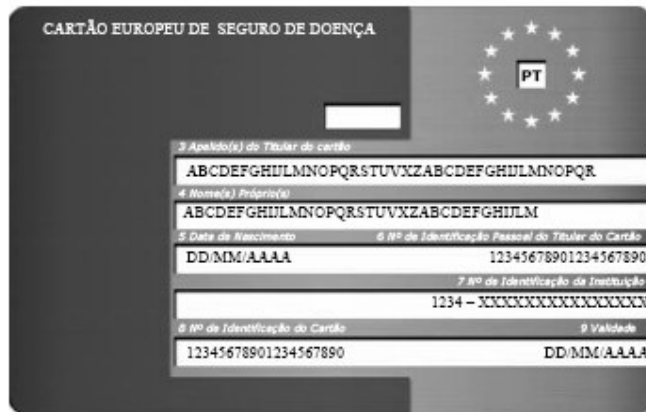 CARTÃO EUROPEU DE SEGURO DE DOENÇA
PT
3 Apelido(s) do Titular do cartão
ABCDEFGHIJLMNOPQRSTUVXZABCDEFGHIJLMNOPQR
4 Nome(s) Próprio(s)
ABCDEFGHIJLMNOPQRSTUVXZABCDEFGHIJLM
5 Data de Nascimento 6 Nº de Identificação Pessoal do Titular do Cartão
DD/MM/AAAA 12345678901234567890
7 Nº de Identificação da Instituição
1234 – XXXXXXXXXXXXXXX
8 Nº de Identificação do Cartão 9 Validade
12345678901234567890 DD/MM/AAAA